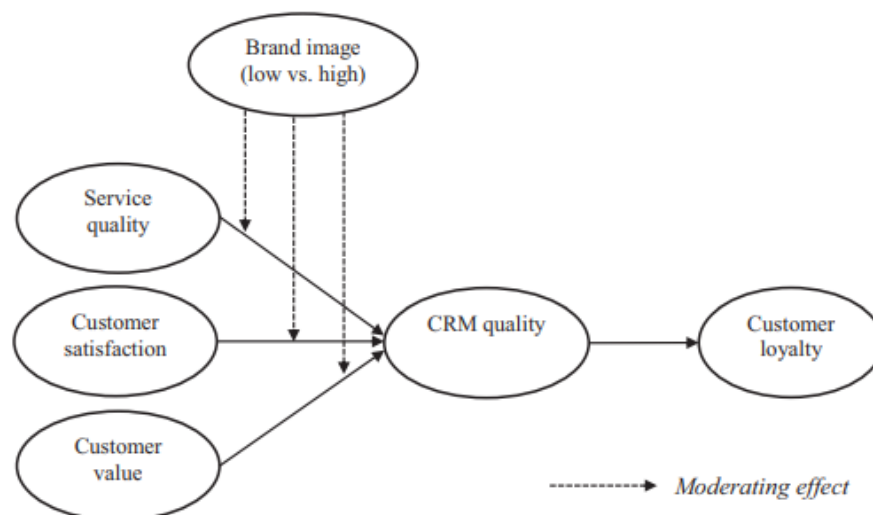 Brand image
(low vs. high)
Service
quality
Customer
satisfaction
CRM quality
Customer
loyalty
Customer
value
Moderating effect